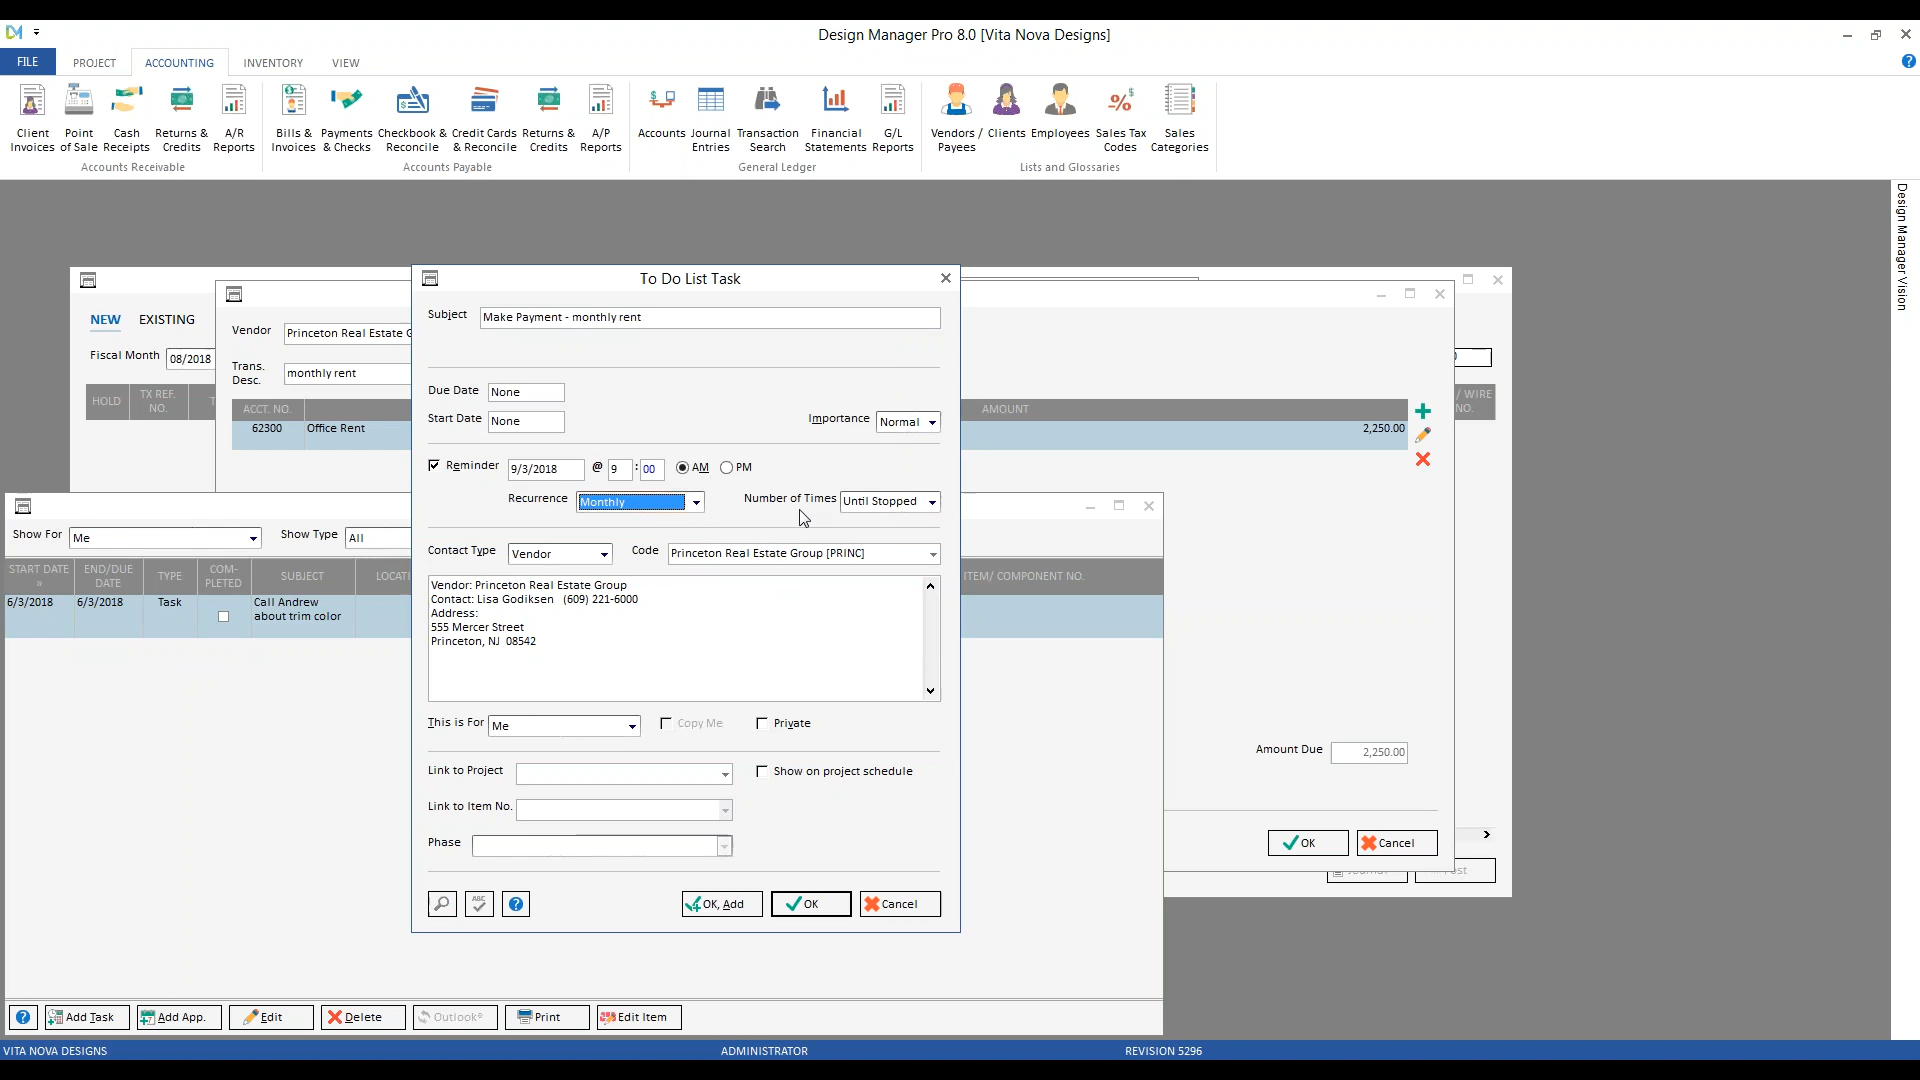 Design Manager Pro 8.0 [Vita Nova Designs]
FILE
PROJECT
ACCOUNTING
INVENTORY
VIEW
Client Invoices
Point of Sale
Cash Receipts
Returns & Credits
A/R Reports
Bills & Invoices
Payments & Checks
Checkbook & Reconcile
Credit Cards & Reconcile
Returns & Credits
A/P Reports
Accounts
Journal Entries
Transaction Search
Financial Statements
G/L Reports
Vendors / Payees
Clients
Employees
Sales Tax Codes
Sales Categories
Accounts Receivable
Accounts Payable
General Ledger
Lists and Glossaries
Design Manager Vision
NEW EXISTING
Fiscal Month 08/2018
HOLD
TX REF. NO.
/ WIRE
NO.
Vendor Princeton Real Estate G
Trans. Desc. monthly rent
ACCT. NO.
AMOUNT
62300 Office Rent 2,250.00
Amount Due 2,250.00
OK
Cancel
To Do List Task
Subject Make Payment - monthly rent
Due Date None
Start Date None
Importance Normal
Reminder 9/3/2018 @ 9 : 00 AM PM
Recurrence Monthly
Number of Times Until Stopped
Contact Type Vendor
Code Princeton Real Estate Group [PRINC]
Vendor: Princeton Real Estate Group
Contact: Lisa Godiksen (609) 221-6000
Address:
555 Mercer Street
Princeton, NJ 08542
This is For Me
Copy Me
Private
Link to Project
Show on project schedule
Link to Item No.
Phase
ABC
OK, Add
OK
Cancel
Show For Me
Show Type All
START DATE »
END/DUE DATE
TYPE
COM-PLETED
SUBJECT
LOCATI
ITEM/ COMPONENT NO.
6/3/2018 6/3/2018 Task Call Andrew
about trim color
Add Task
Add App.
Edit
Delete
Outlook®
Print
Edit Item
VITA NOVA DESIGNS
ADMINISTRATOR
REVISION 5296